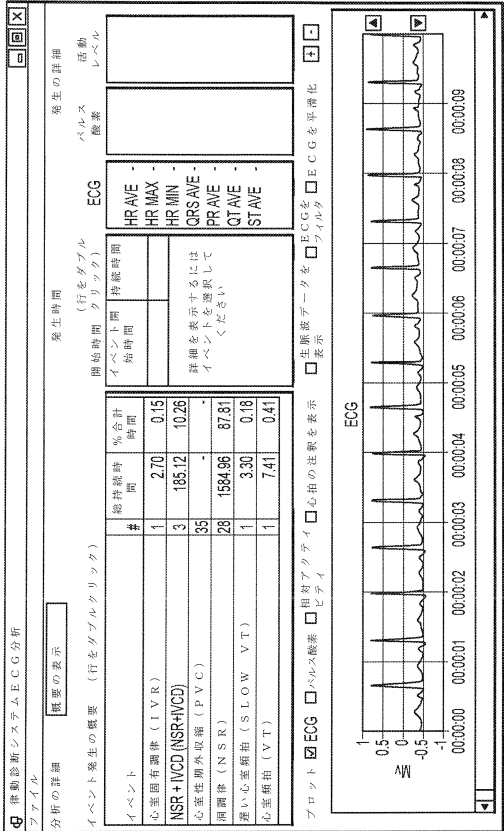 律動診断システムECG分析
ファイル
分析の詳細
概要の表示
イベント発生の概要 (行をダブルクリック)
イベント # 総持続時間 %合計時間
心室固有調律(IVR) 1 2.70 0.15
NSR + IVCD (NSR+IVCD) 3 185.12 10.26
心室性期外収縮(PVC) 35 - -
洞調律(NSR) 28 1584.96 87.81
遅い心室頻拍(SLOW VT) 1 3.30 0.18
心室頻拍(VT) 1 7.41 0.41
発生時間
開始時間 (行をダブルクリック)
イベント開始時間 持続時間
詳細を表示するには
イベントを選択して
ください
発生の詳細
ECG
HR AVE -
HR MAX -
HR MIN -
QRS AVE -
PR AVE -
QT AVE -
ST AVE -
パルス酸素
活動レベル
プロット ECG パルス酸素 相対アクティビティ 心拍の注釈を表示 生脈波データを表示 ECGをフィルタ ECGを平滑化 + -
ECG
Mv
1
0.5
0
-0.5
-1
00:00:00 00:00:01 00:00:02 00:00:03 00:00:04 00:00:05 00:00:06 00:00:07 00:00:08 00:00:09